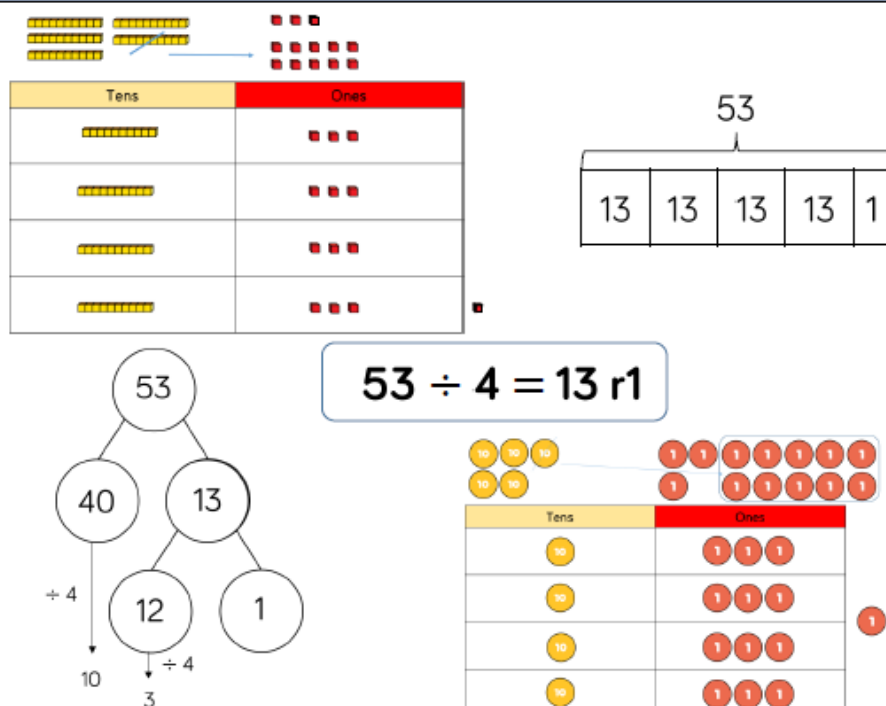 Tens Ones
53
13 13 13 13 1
53 ÷ 4 = 13 r1
53
40 13
÷ 4
12 1
÷ 4
10
3
10 10 10 1 1 1 1 1 1 1
10 10 1 1 1 1 1 1
Tens Ones
10 1 1 1
10 1 1 1
1
10 1 1 1
10 1 1 1